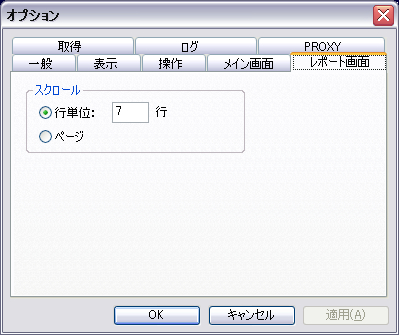 オプション
取得 ログ PROXY
一般 表示 操作 メイン画面 レポート画面
スクロール
行単位: 7 行
ページ
OK キャンセル 適用(A)